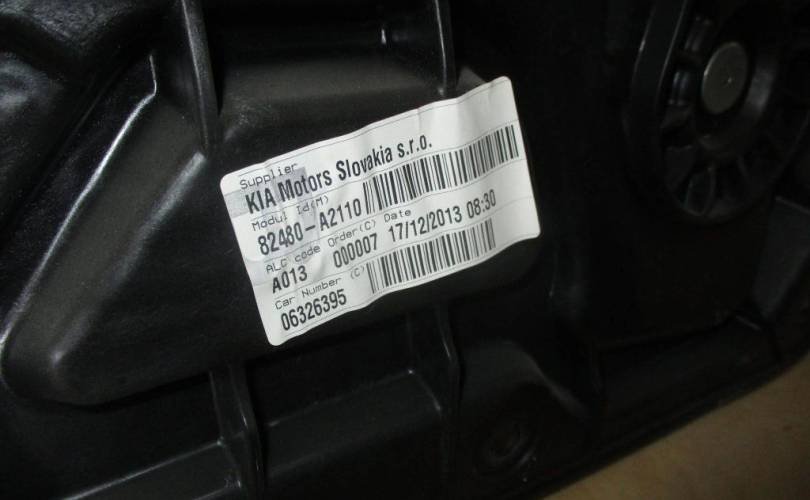 Supplier
KIA Motors Slovakia s.r.o.
Modul Id(M)
82480-A2110
ALC code Order(C) Date
A013 000007 17/12/2013 08:30
Car Number (C)
06326395